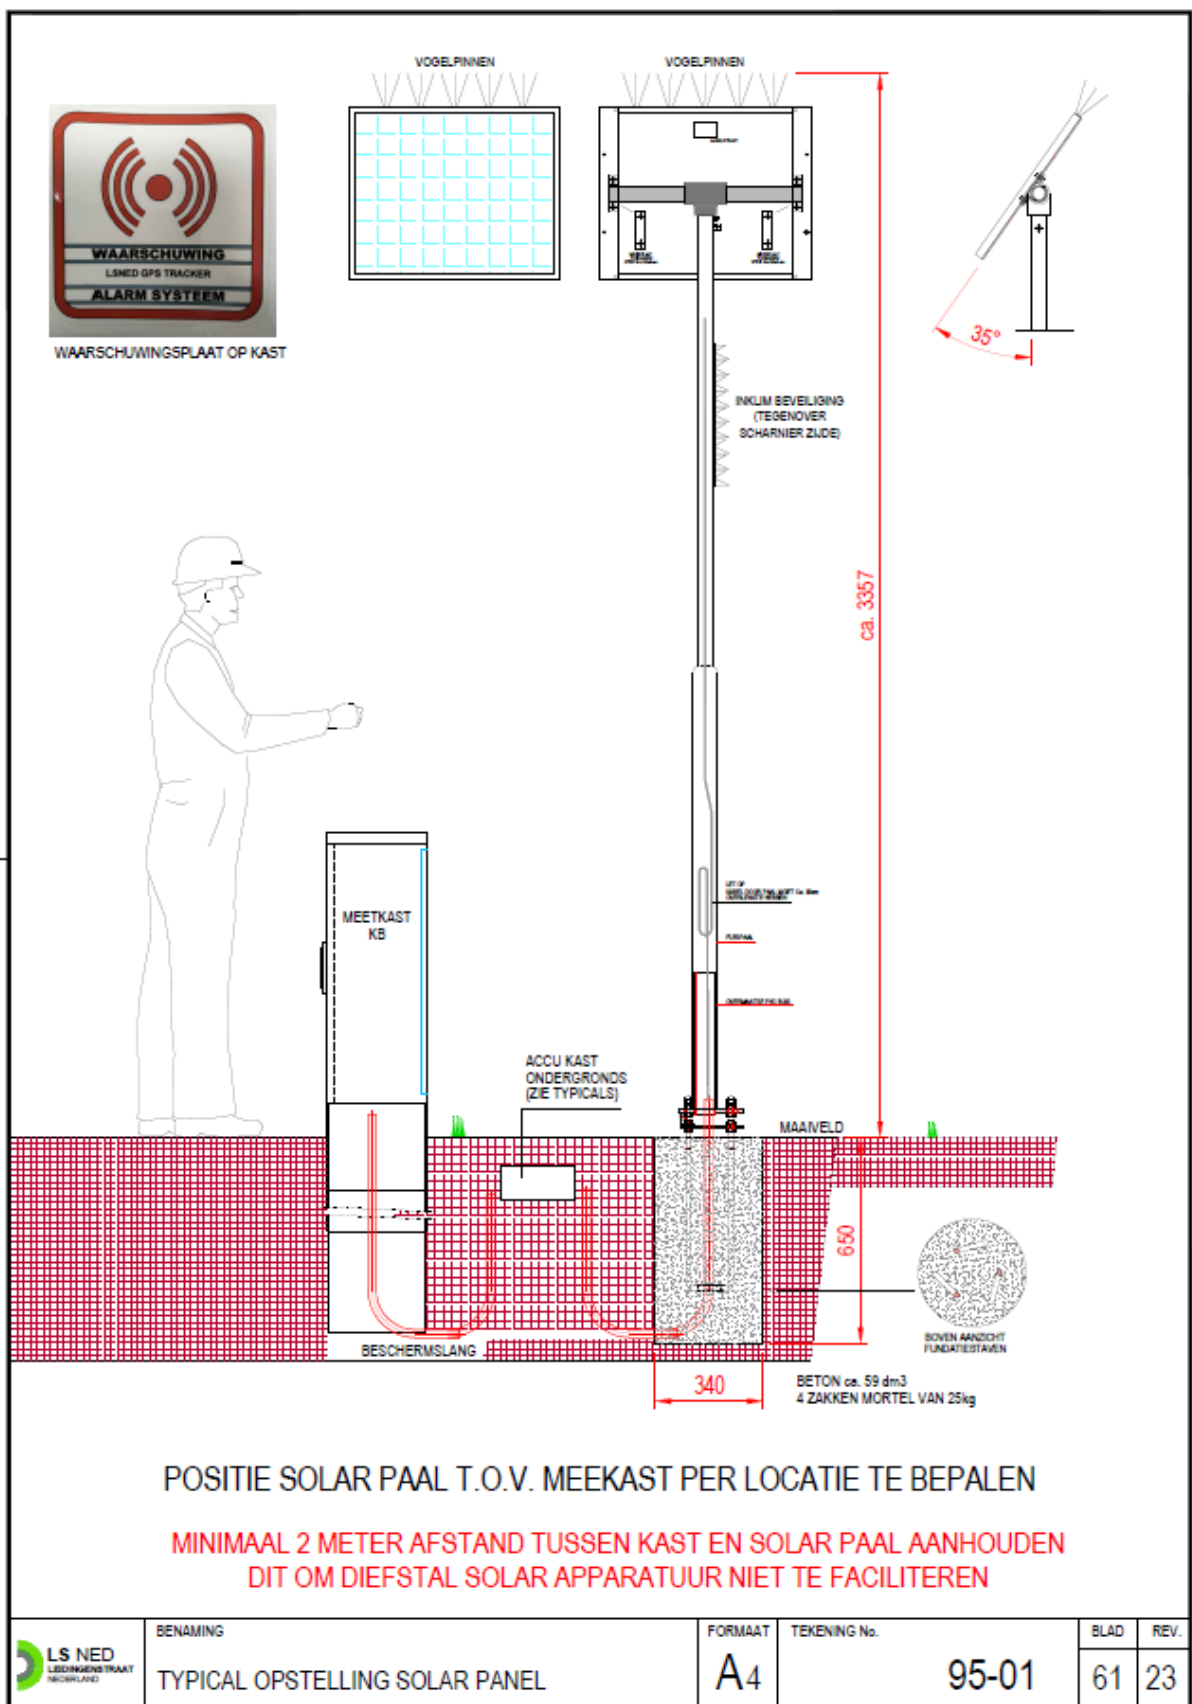 VOGELPINNEN
VOGELPINNEN
WAARSCHUWING
LSNED GPS TRACKER
ALARM SYSTEEM
WAARSCHUWINGSPLAAT OP KAST
35°
INKLIM BEVEILIGING
(TEGENOVER
SCHARNIER ZIJDE)
ca. 3357
MEETKAST
KB
LET OP
ACCU KAST
ONDERGRONDS
(ZIE TYPICALS)
MAAIVELD
650
BOVEN AANZICHT
FUNDATIESTAVEN
BESCHERMSLANG
340
BETON ca. 59 dm3
4 ZAKKEN MORTEL VAN 25kg
POSITIE SOLAR PAAL T.O.V. MEEKAST PER LOCATIE TE BEPALEN
MINIMAAL 2 METER AFSTAND TUSSEN KAST EN SOLAR PAAL AANHOUDEN
DIT OM DIEFSTAL SOLAR APPARATUUR NIET TE FACILITEREN
LS NED
LEIDINGENSTRAAT
NEDERLAND
BENAMING
TYPICAL OPSTELLING SOLAR PANEL
FORMAAT
A4
TEKENING No.
95-01
BLAD
61
REV.
23